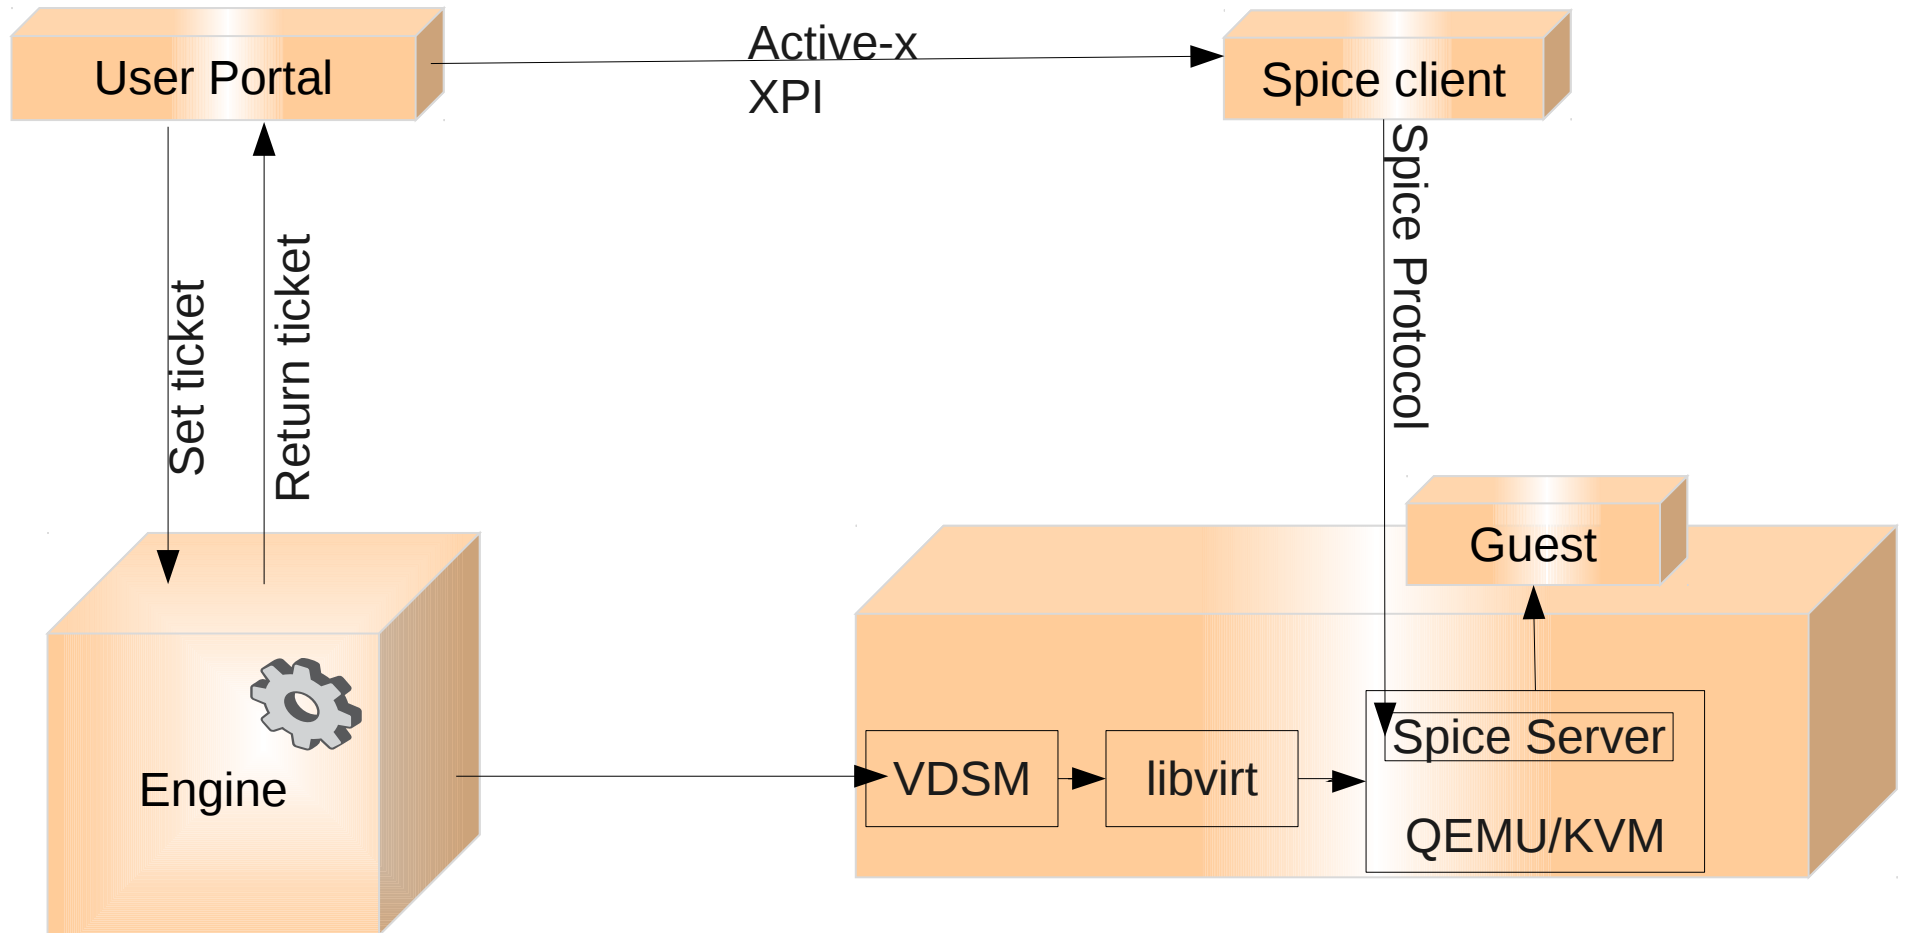 User Portal
Active-x
XPI
Spice client
Set ticket
Return ticket
Spice Protocol
Guest
Engine
VDSM
libvirt
Spice Server
QEMU/KVM